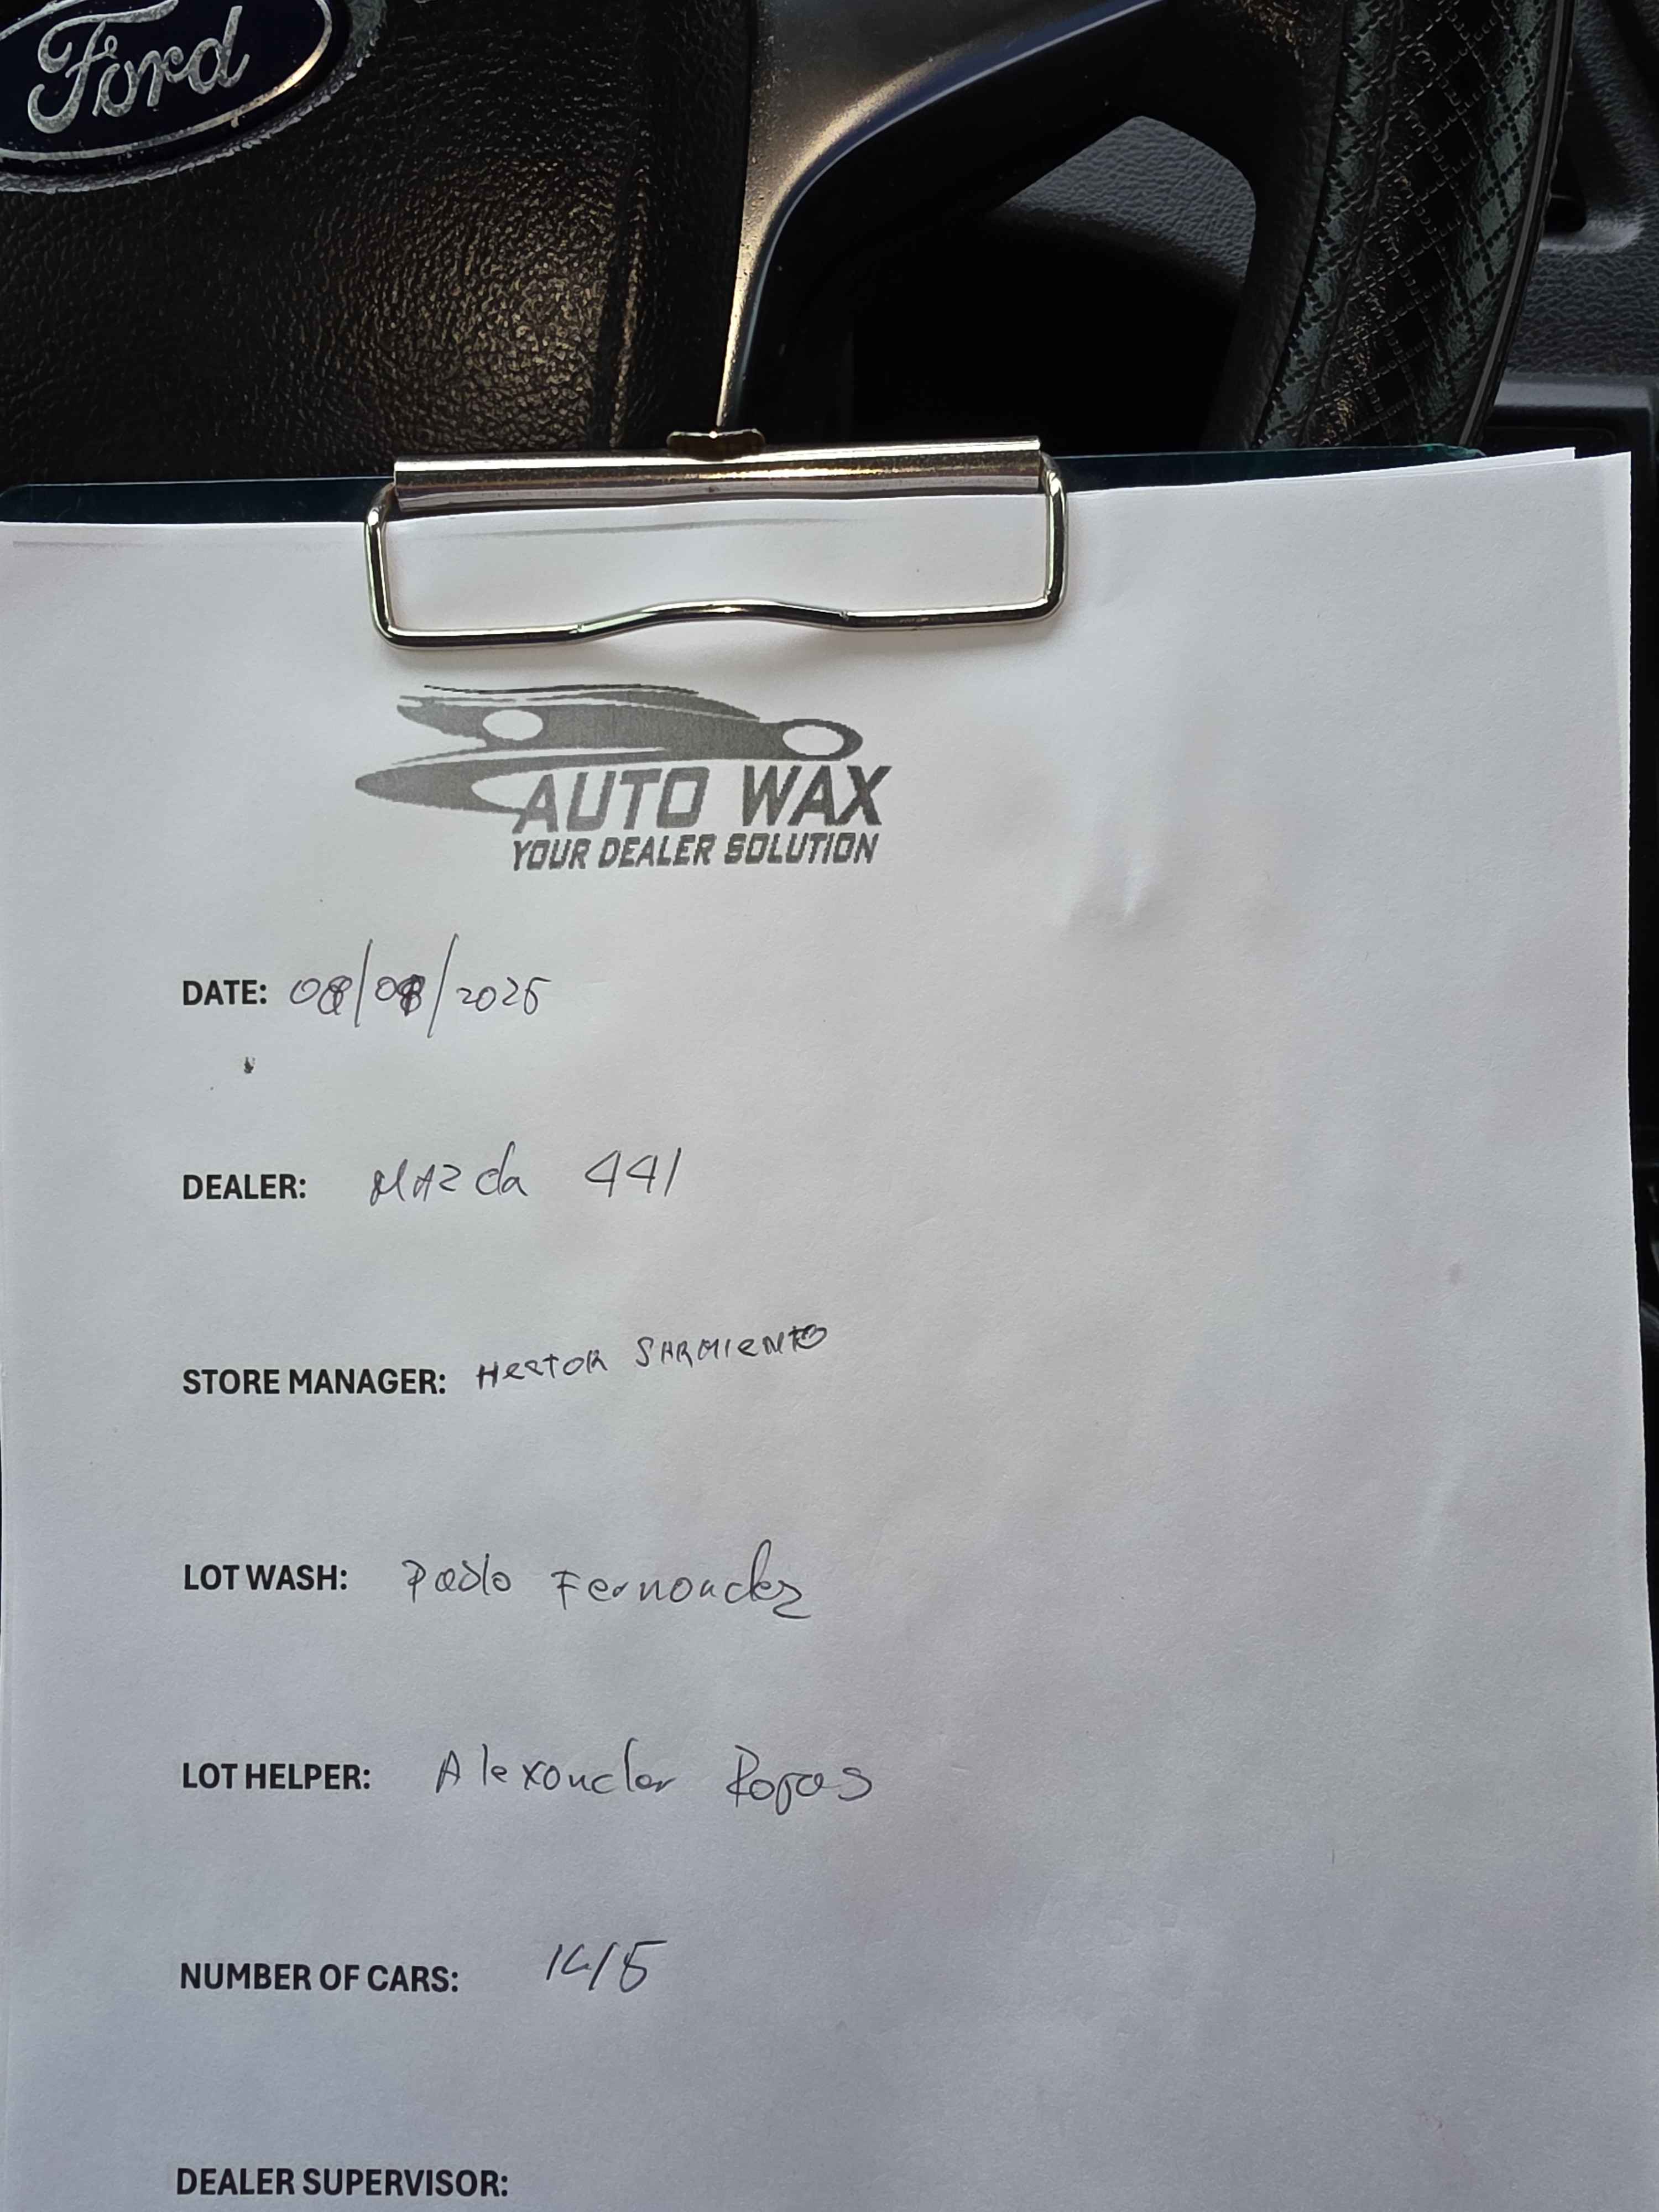 Ford
AUTO WAX
YOUR DEALER SOLUTION
DATE: 08/08/2025
DEALER: MAZda 441
STORE MANAGER: HectoR SARMIeNTO
LOT WASH: Pablo Fernandez
LOT HELPER: Alexander Rojas
NUMBER OF CARS:
DEALER SUPERVISOR: